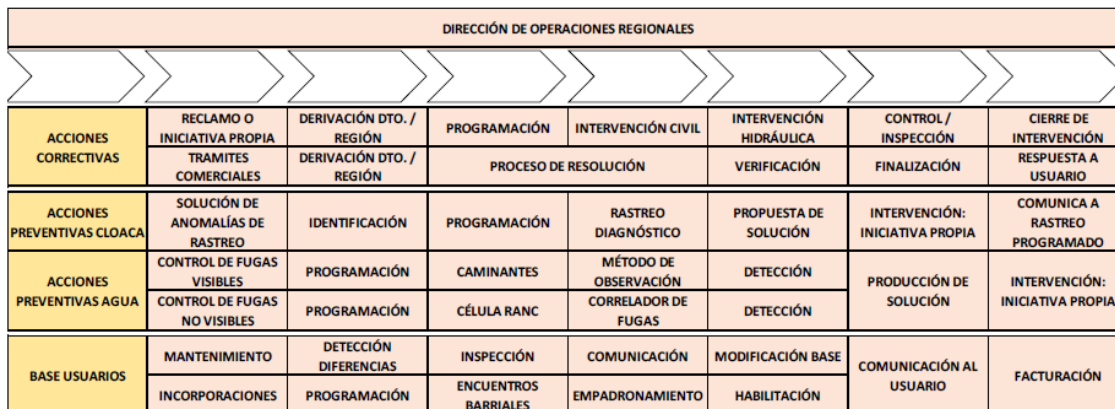 DIRECCIÓN DE OPERACIONES REGIONALES
ACCIONES
CORRECTIVAS
RECLAMO O
INICIATIVA PROPIA
DERIVACIÓN DTO. /
REGIÓN
PROGRAMACIÓN
INTERVENCIÓN CIVIL
INTERVENCIÓN
HIDRÁULICA
CONTROL /
INSPECCIÓN
CIERRE DE
INTERVENCIÓN
TRAMITES
COMERCIALES
DERIVACIÓN DTO. /
REGIÓN
PROCESO DE RESOLUCIÓN
VERIFICACIÓN
FINALIZACIÓN
RESPUESTA A
USUARIO
ACCIONES
PREVENTIVAS CLOACA
SOLUCIÓN DE
ANOMALÍAS DE
RASTREO
IDENTIFICACIÓN
PROGRAMACIÓN
RASTREO
DIAGNÓSTICO
PROPUESTA DE
SOLUCIÓN
INTERVENCIÓN:
INICIATIVA PROPIA
COMUNICA A
RASTREO
PROGRAMADO
ACCIONES
PREVENTIVAS AGUA
CONTROL DE FUGAS
VISIBLES
PROGRAMACIÓN
CAMINANTES
MÉTODO DE
OBSERVACIÓN
DETECCIÓN
PRODUCCIÓN DE
SOLUCIÓN
INTERVENCIÓN:
INICIATIVA PROPIA
CONTROL DE FUGAS
NO VISIBLES
PROGRAMACIÓN
CÉLULA RANC
CORRELADOR DE
FUGAS
DETECCIÓN
BASE USUARIOS
MANTENIMIENTO
DETECCIÓN
DIFERENCIAS
INSPECCIÓN
COMUNICACIÓN
MODIFICACIÓN BASE
COMUNICACIÓN AL
USUARIO
FACTURACIÓN
INCORPORACIONES
PROGRAMACIÓN
ENCUENTROS
BARRIALES
EMPADRONAMIENTO
HABILITACIÓN